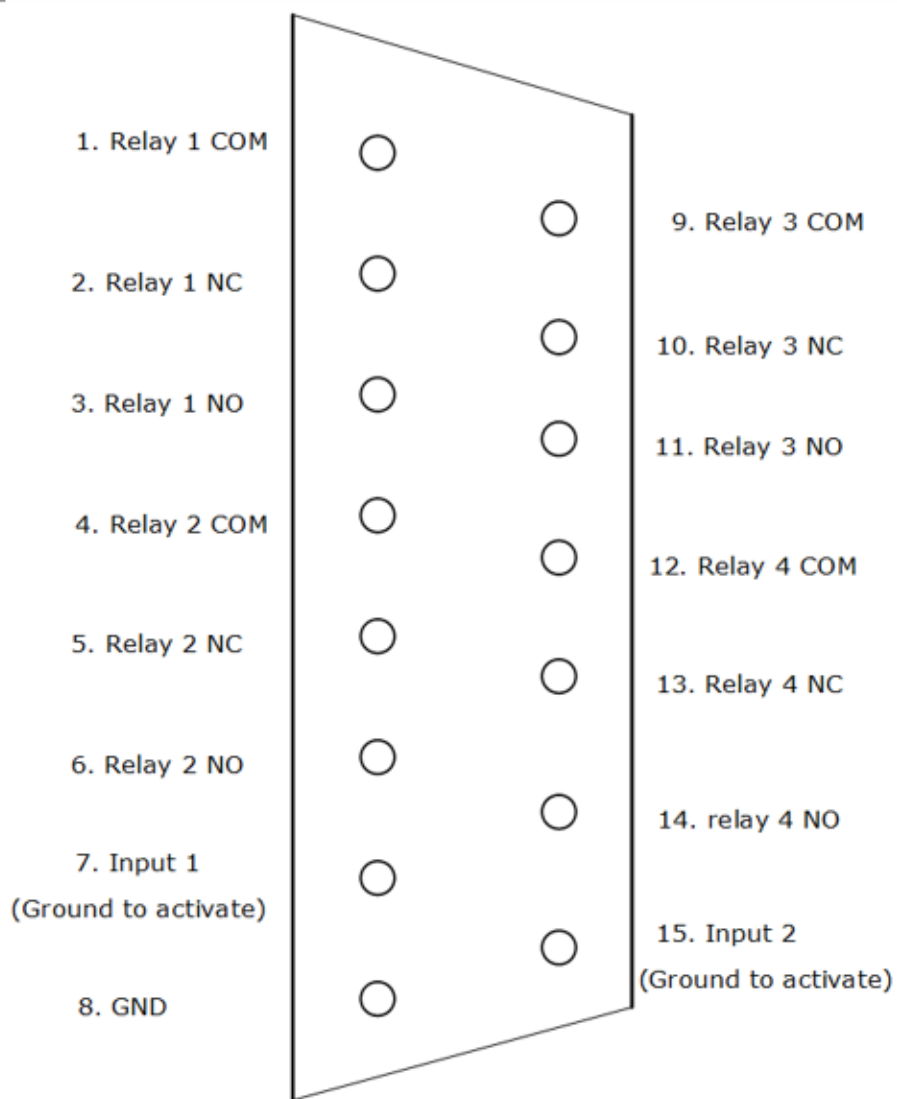 1. Relay 1 COM
2. Relay 1 NC
3. Relay 1 NO
4. Relay 2 COM
5. Relay 2 NC
6. Relay 2 NO
7. Input 1
(Ground to activate)
8. GND
9. Relay 3 COM
10. Relay 3 NC
11. Relay 3 NO
12. Relay 4 COM
13. Relay 4 NC
14. relay 4 NO
15. Input 2
(Ground to activate)